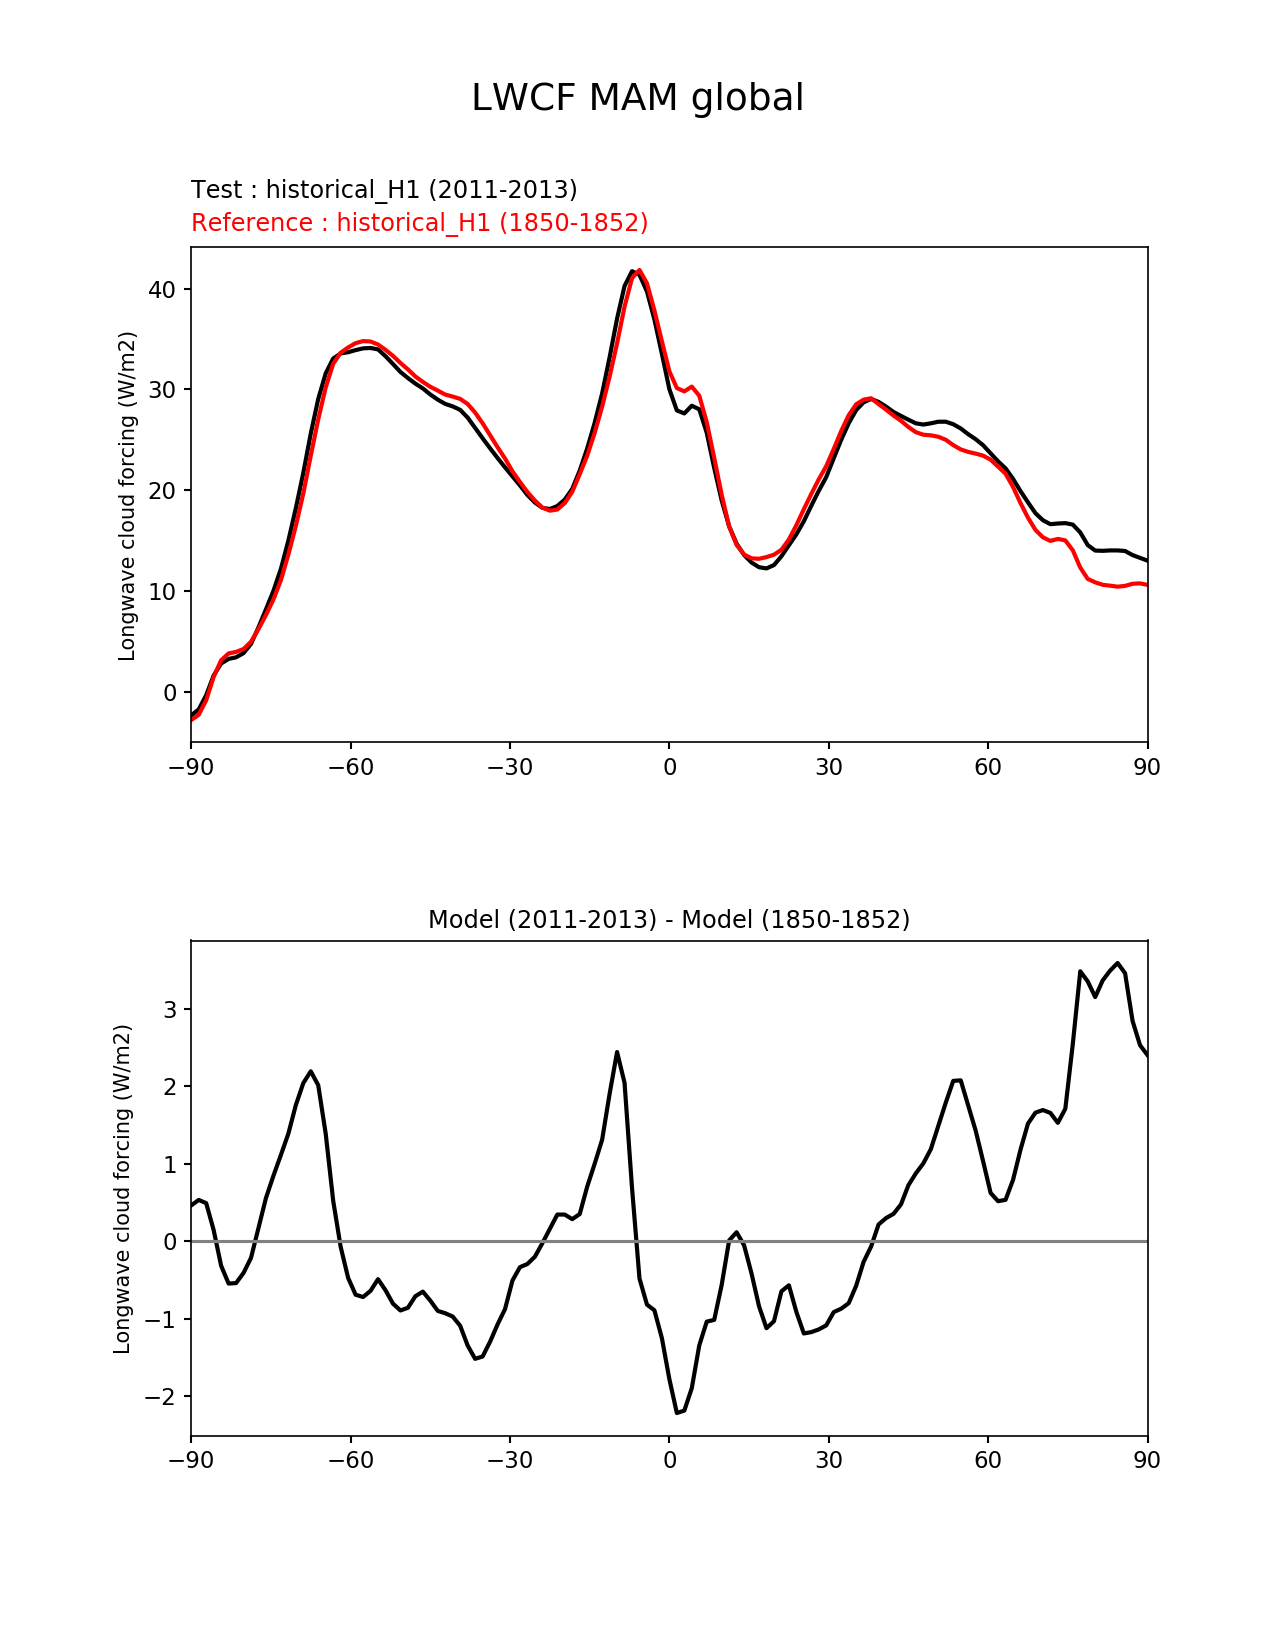 LWCF MAM global
Test : historical_H1 (2011-2013)
Reference : historical_H1 (1850-1852)
Longwave cloud forcing (W/m2)
40
30
20
10
0
−90 −60 −30 0 30 60 90
Model (2011-2013) - Model (1850-1852)
Longwave cloud forcing (W/m2)
3
2
1
0
−1
−2
−90 −60 −30 0 30 60 90